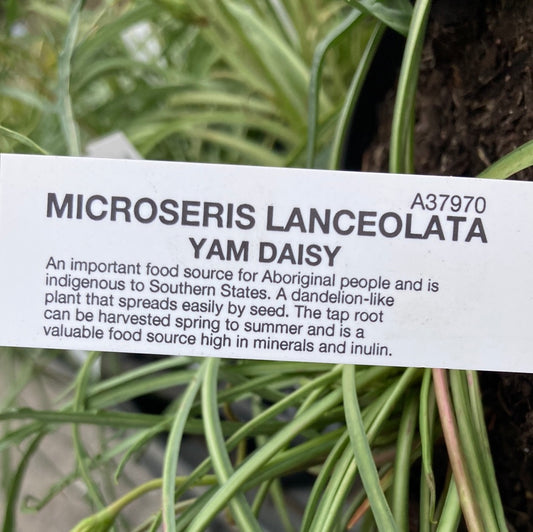 A37970
MICROSERIS LANCEOLATA
YAM DAISY
An important food source for Aboriginal people and is
indigenous to Southern States. A dandelion-like
plant that spreads easily by seed. The tap root
can be harvested spring to summer and is a
valuable food source high in minerals and inulin.